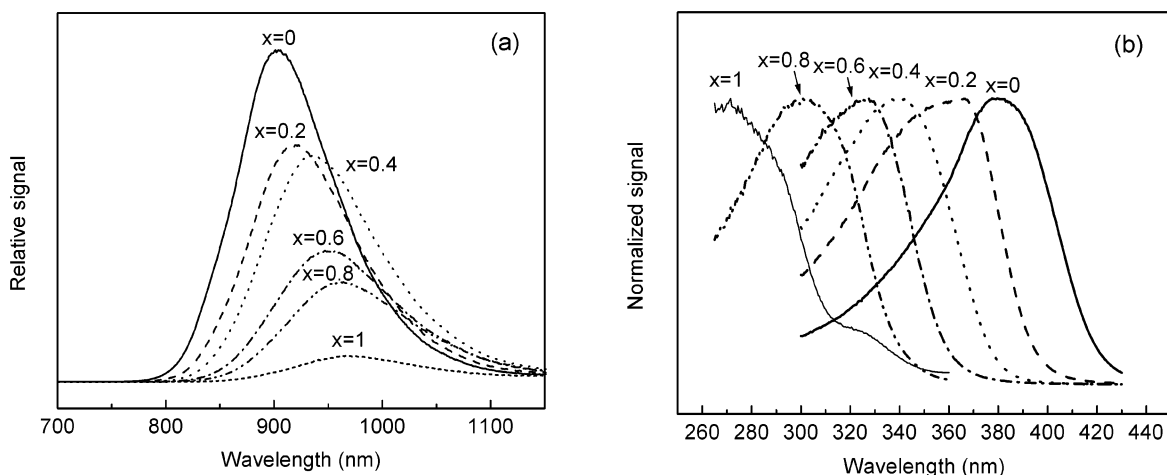 (a)
x=0
x=0.2
x=0.4
x=0.6
x=0.8
x=1
Relative signal
700 800 900 1000 1100
Wavelength (nm)
(b)
x=1
x=0.8
x=0.6
x=0.4
x=0.2
x=0
Normalized signal
260 280 300 320 340 360 380 400 420 440
Wavelength (nm)